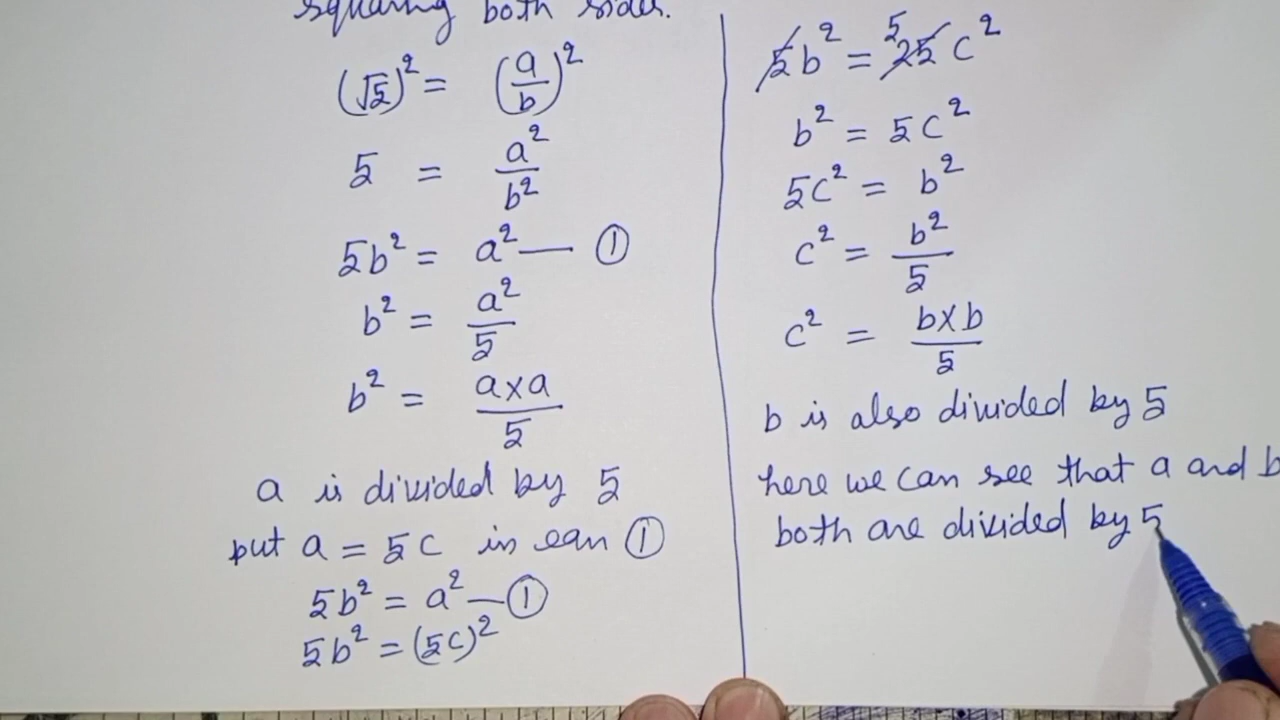 squaring both sides.
(√5)² = (a/b)²
5 = a²/b²
5b² = a² — ①
b² = a²/5
b² = a×a/5
a is divided by 5
put a = 5c in eqn ①
5b² = a² — ①
5b² = (5c)²
5b² = 5 25 c²
b² = 5c²
5c² = b²
c² = b²/5
c² = b×b/5
b is also divided by 5
here we can see that a and b
both are divided by 5